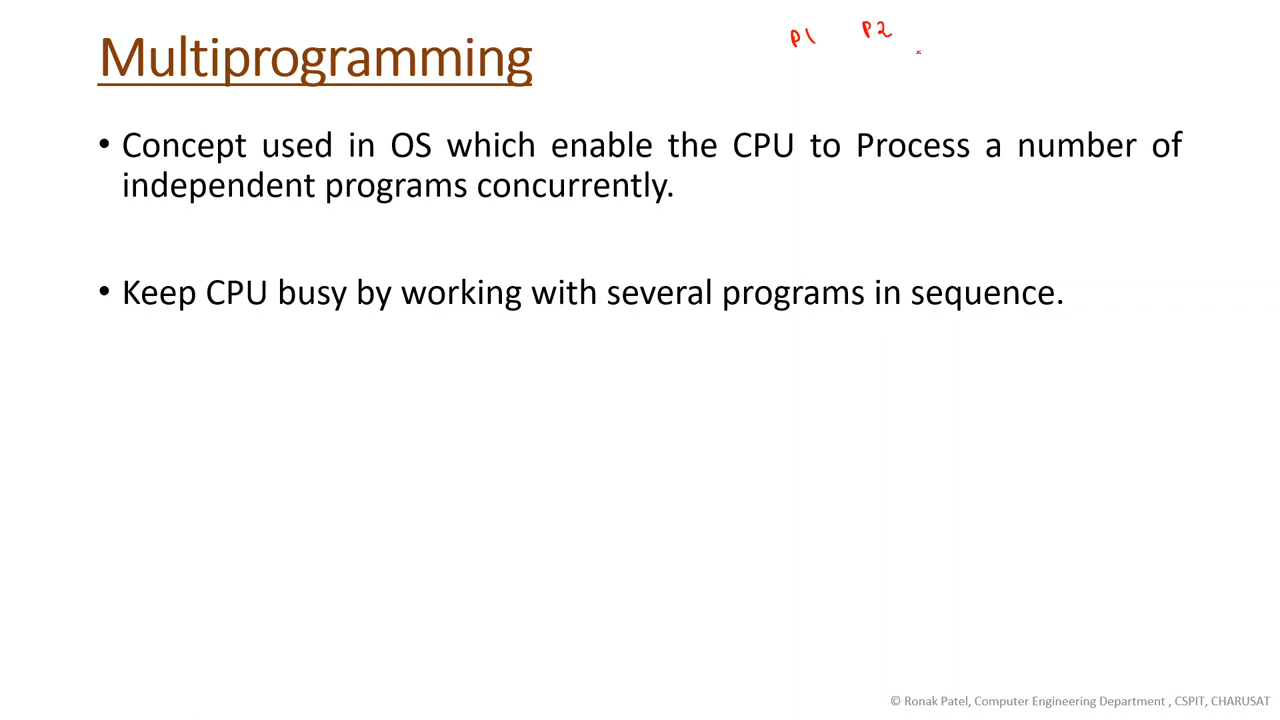 Multiprogramming
P1 P2
• Concept used in OS which enable the CPU to Process a number of
independent programs concurrently.
• Keep CPU busy by working with several programs in sequence.
© Ronak Patel, Computer Engineering Department , CSPIT, CHARUSAT